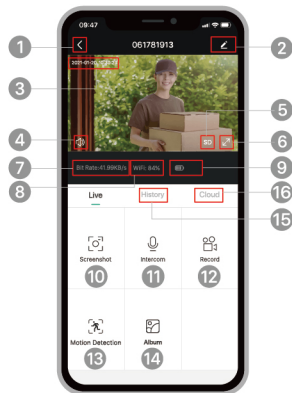 09:47
1
061781913
2
2021-01-20
3
5
4
SD
6
7
Bit Rate:41.99KB/s
WiFi: 84%
9
8
Live
History
Cloud
16
15
Screenshot
Intercom
Record
10
11
12
Motion Detection
Album
13
14